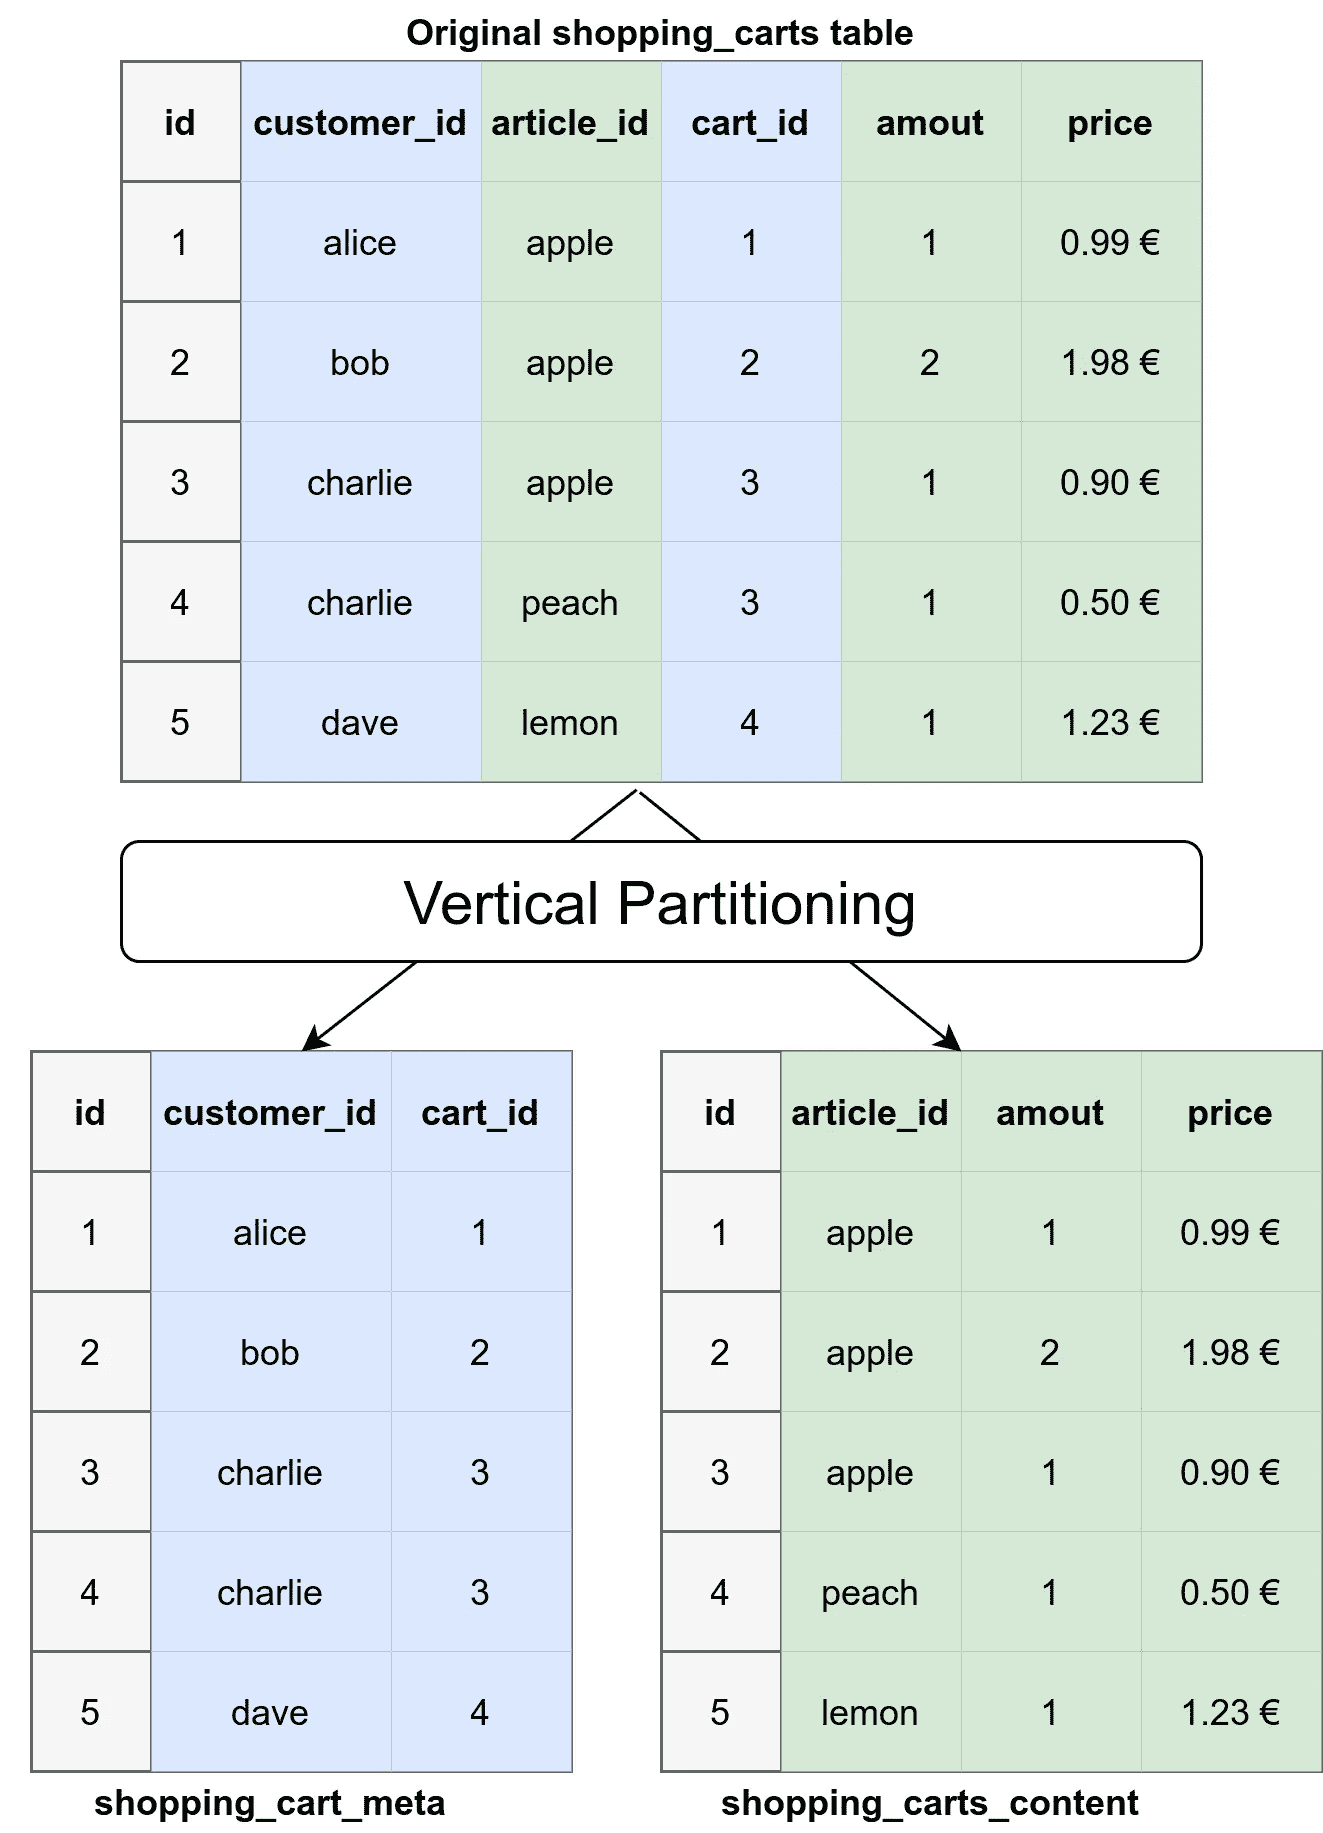 Original shopping_carts table
id customer_id article_id cart_id amout price
1 alice apple 1 1 0.99 €
2 bob apple 2 2 1.98 €
3 charlie apple 3 1 0.90 €
4 charlie peach 3 1 0.50 €
5 dave lemon 4 1 1.23 €
Vertical Partitioning
id customer_id cart_id
1 alice 1
2 bob 2
3 charlie 3
4 charlie 3
5 dave 4
shopping_cart_meta
id article_id amout price
1 apple 1 0.99 €
2 apple 2 1.98 €
3 apple 1 0.90 €
4 peach 1 0.50 €
5 lemon 1 1.23 €
shopping_carts_content